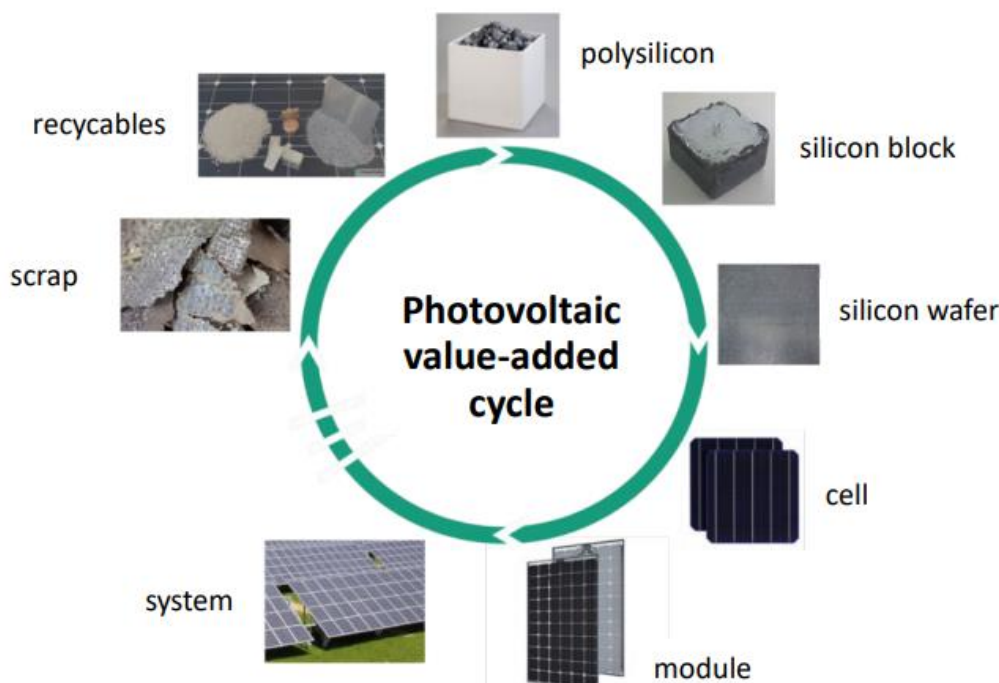 polysilicon
recycables
silicon block
scrap
Photovoltaic
value-added
cycle
silicon wafer
cell
system
module